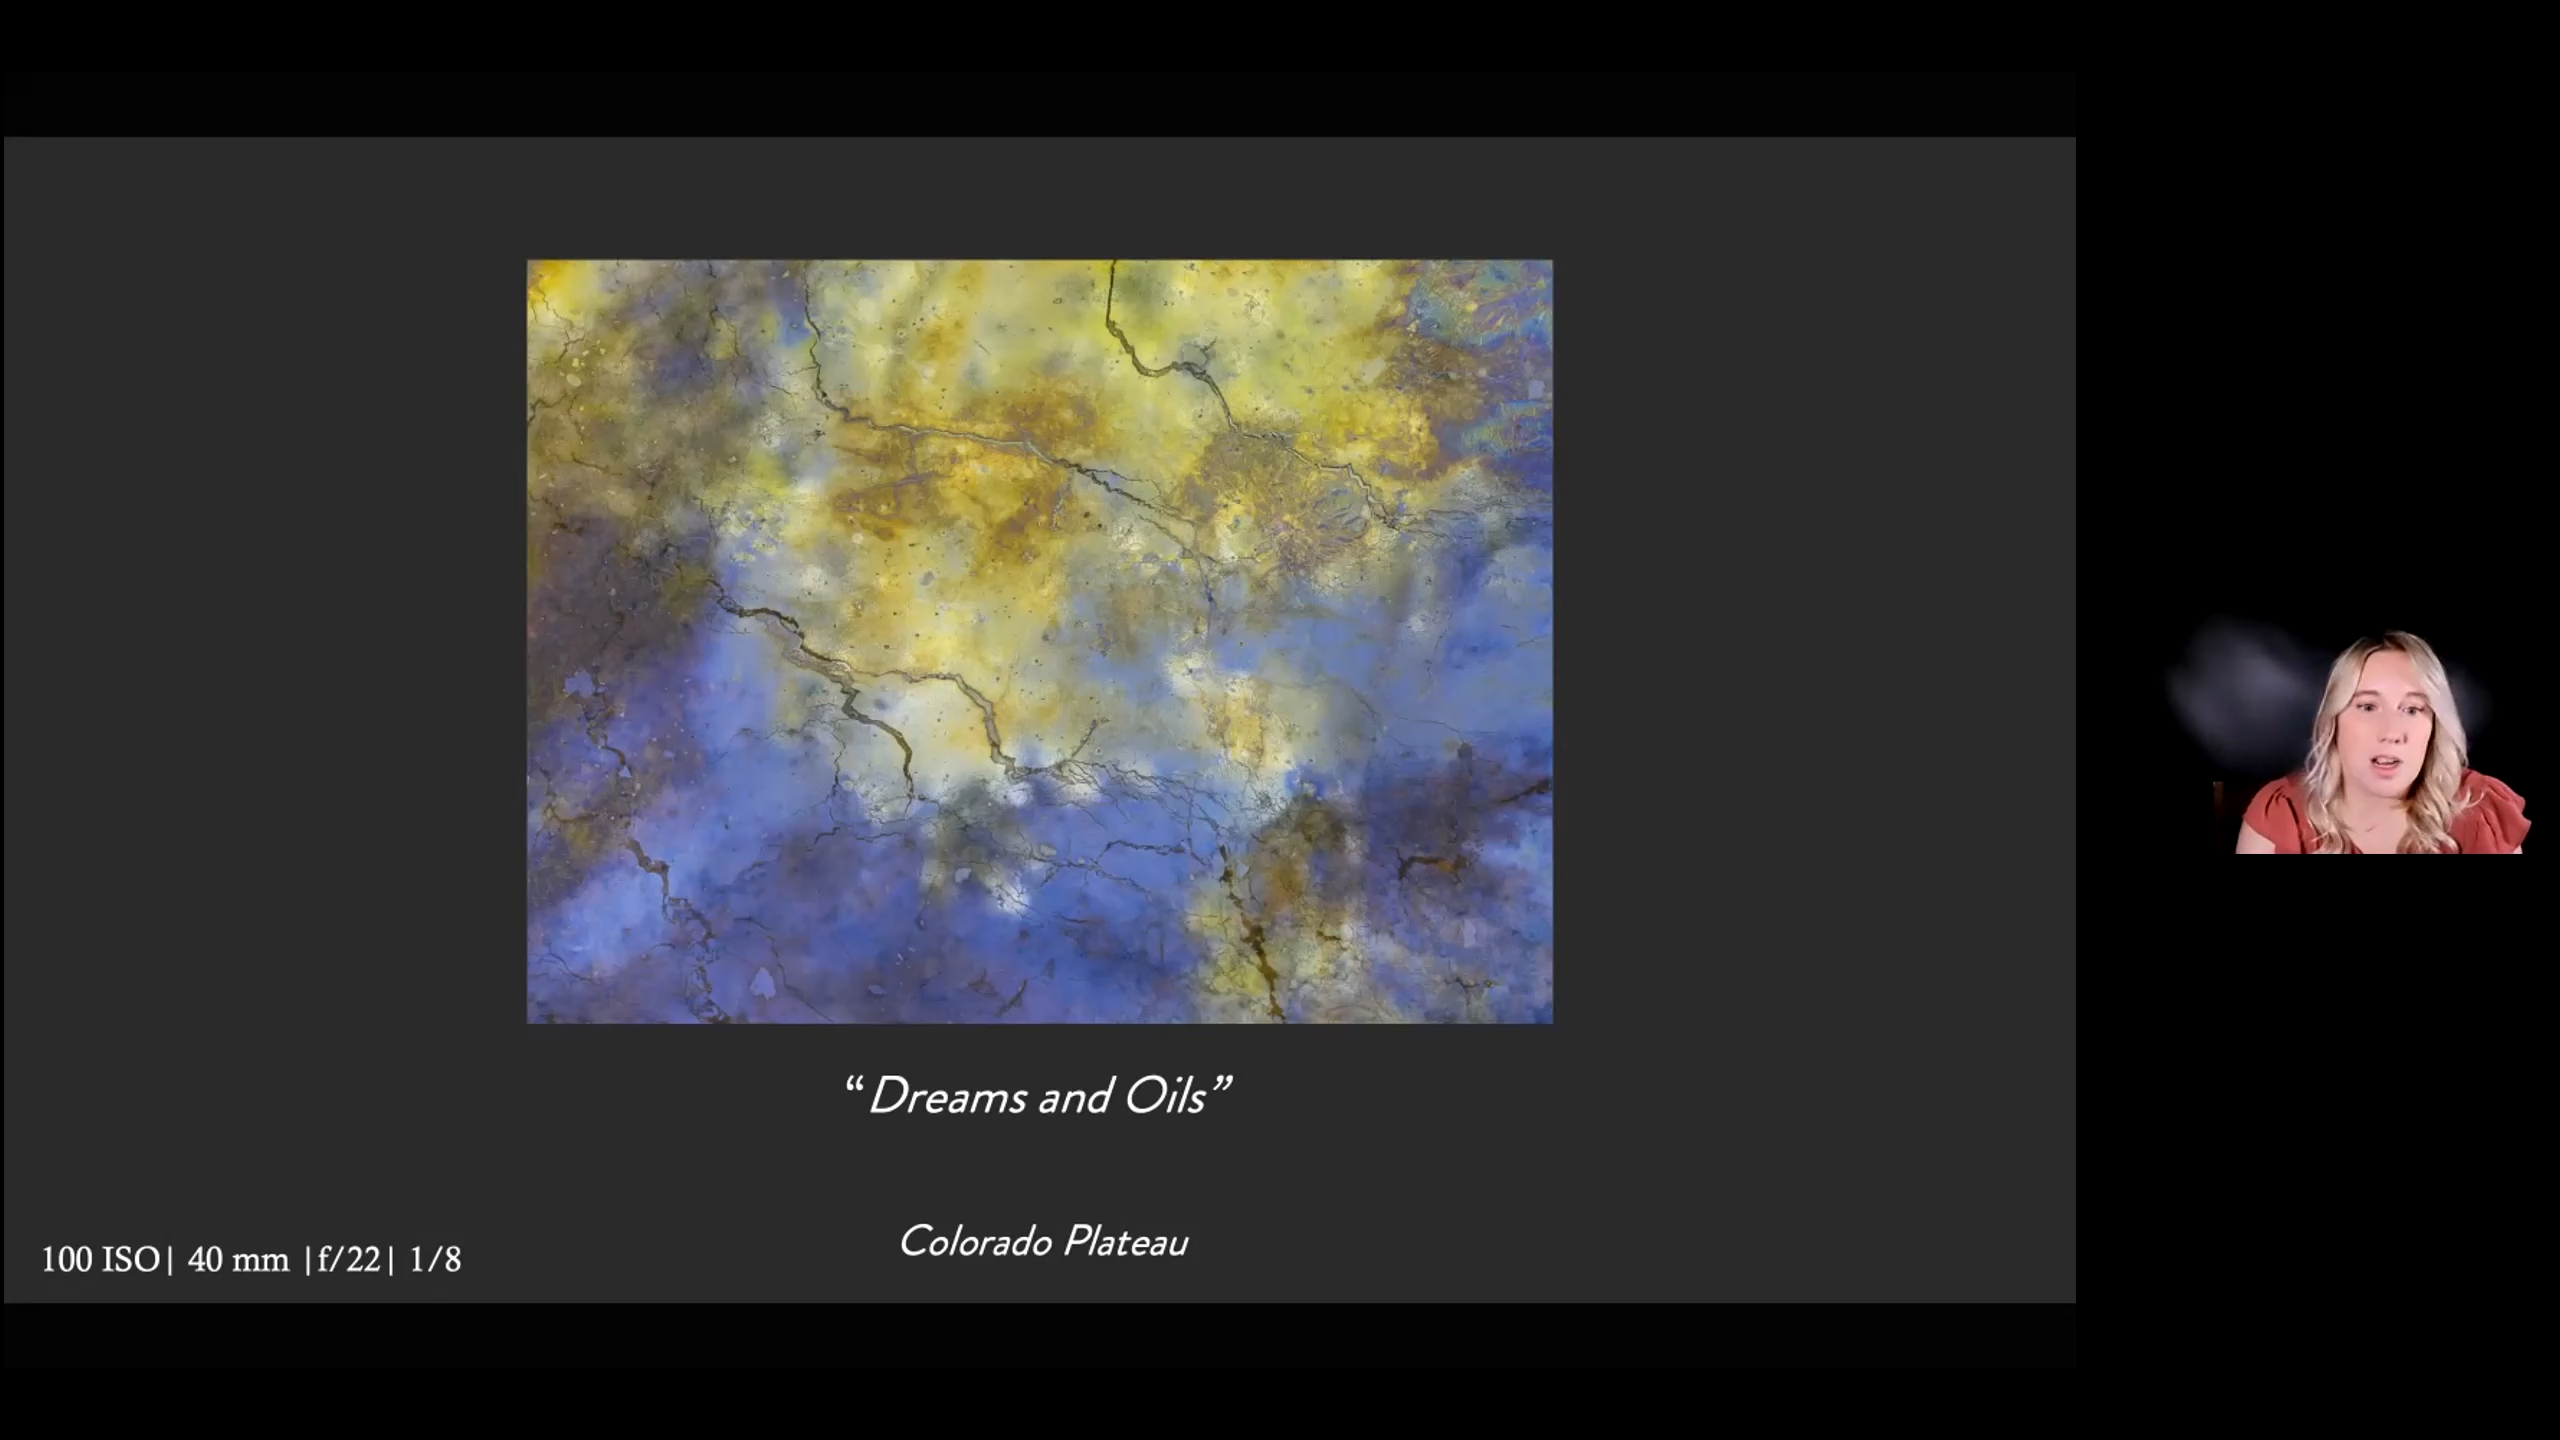 “Dreams and Oils”
Colorado Plateau
100 ISO| 40 mm |f/22| 1/8